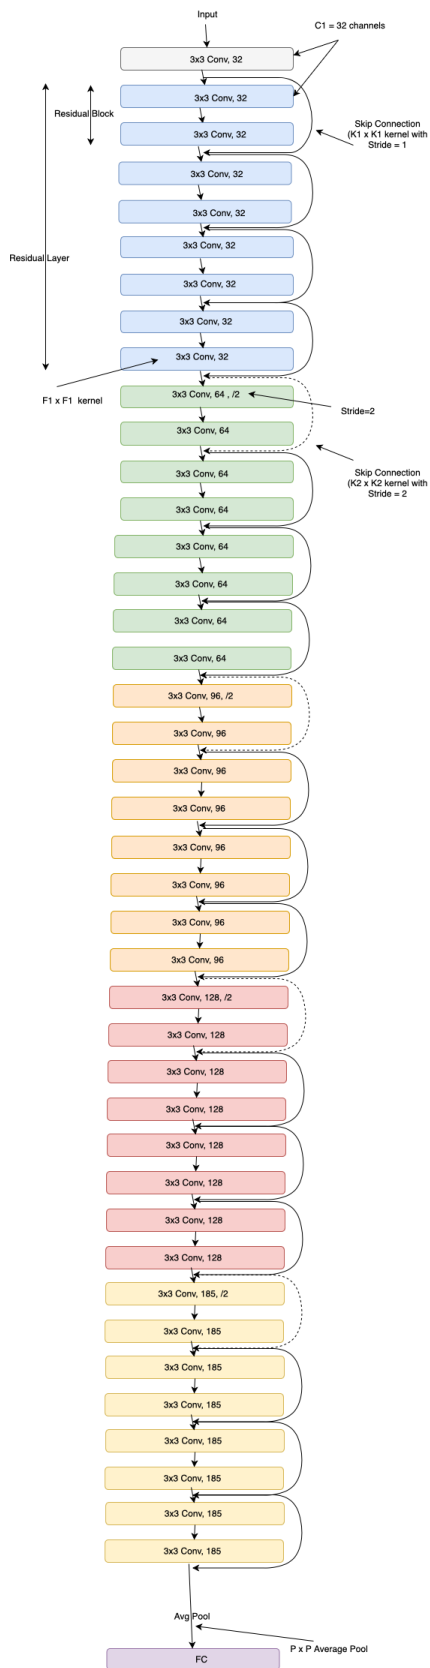 Input
C1 = 32 channels
3x3 Conv, 32
3x3 Conv, 32
Residual Block
3x3 Conv, 32
Skip Connection
(K1 x K1 kernel with
Stride = 1
3x3 Conv, 32
3x3 Conv, 32
3x3 Conv, 32
Residual Layer
3x3 Conv, 32
3x3 Conv, 32
3x3 Conv, 32
F1 x F1 kernel
3x3 Conv, 64 , /2
Stride=2
3x3 Conv, 64
3x3 Conv, 64
Skip Connection
(K2 x K2 kernel with
Stride = 2
3x3 Conv, 64
3x3 Conv, 64
3x3 Conv, 64
3x3 Conv, 64
3x3 Conv, 64
3x3 Conv, 96, /2
3x3 Conv, 96
3x3 Conv, 96
3x3 Conv, 96
3x3 Conv, 96
3x3 Conv, 96
3x3 Conv, 96
3x3 Conv, 96
3x3 Conv, 128, /2
3x3 Conv, 128
3x3 Conv, 128
3x3 Conv, 128
3x3 Conv, 128
3x3 Conv, 128
3x3 Conv, 128
3x3 Conv, 128
3x3 Conv, 185, /2
3x3 Conv, 185
3x3 Conv, 185
3x3 Conv, 185
3x3 Conv, 185
3x3 Conv, 185
3x3 Conv, 185
3x3 Conv, 185
Avg Pool
P x P Average Pool
FC